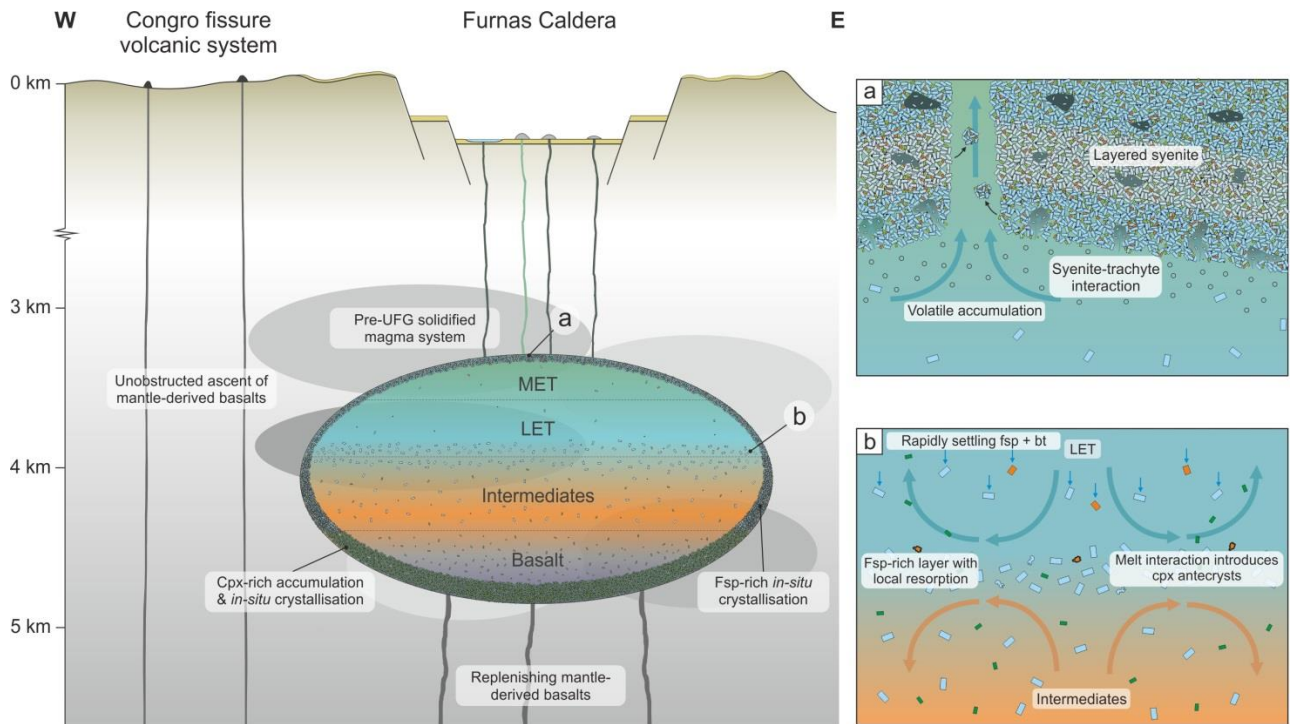 W
Congro fissure
volcanic system
Furnas Caldera
E
0 km
3 km
4 km
5 km
Pre-UFG solidified
magma system
a
Unobstructed ascent of
mantle-derived basalts
MET
b
LET
Intermediates
Basalt
Cpx-rich accumulation
& in-situ crystallisation
Fsp-rich in-situ
crystallisation
Replenishing mantle-
derived basalts
a
Layered syenite
Syenite-trachyte
interaction
Volatile accumulation
b
Rapidly settling fsp + bt
LET
Fsp-rich layer with
local resorption
Melt interaction introduces
cpx antecrysts
Intermediates